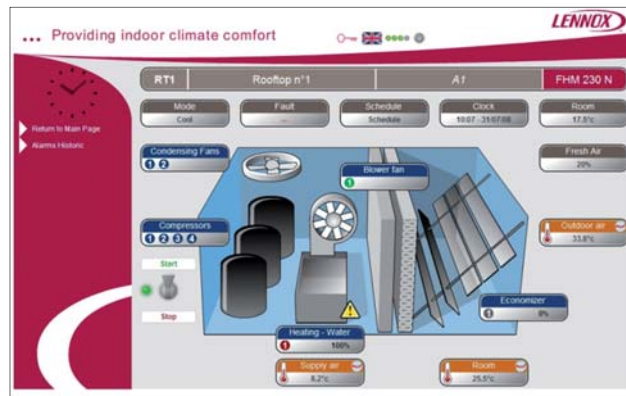 LENNOX
... Providing indoor climate comfort
RT1 Rooftop n°1 A1 FHM 230 N
Mode Fault Schedule Clock Room
Cool ... Schedule 10:07 - 31/07/08 17,5°c
Return to Main Page
Alarms Historic
Condensing Fans
1 2
Blower fan
1
Fresh Air
20%
Compressors
1 2 3 4
Outdoor air
33,8°c
Start
Stop
Economizer
1 0%
Heating - Water
1 100%
Supply air
8,2°c
Room
25,5°c